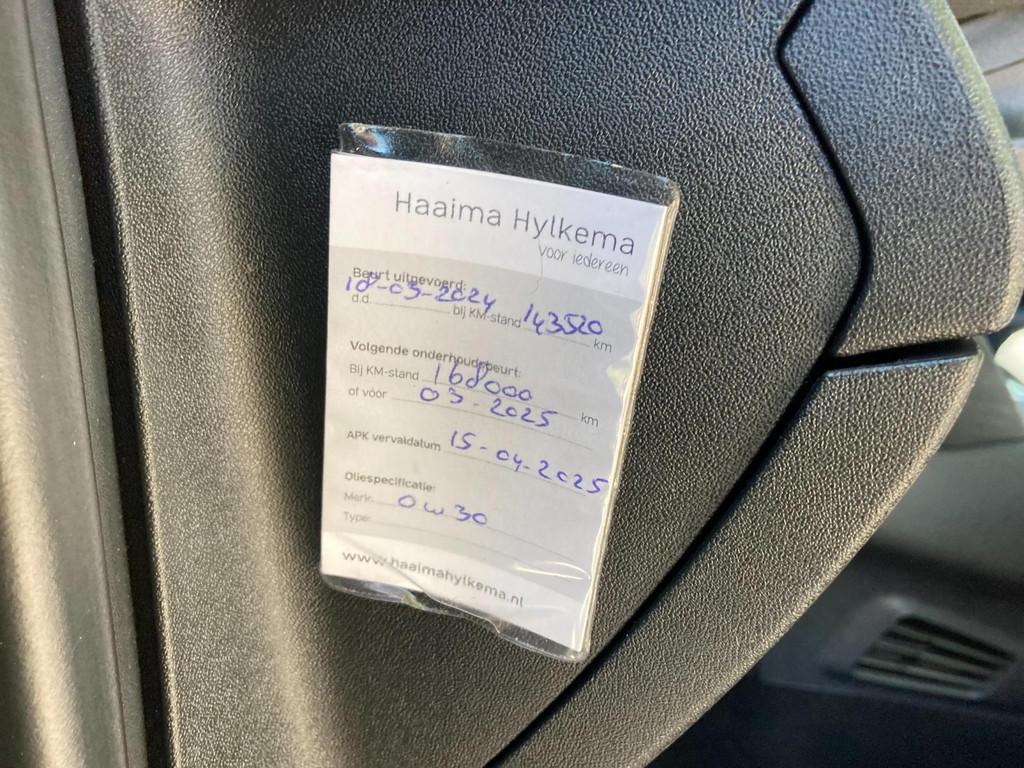 Haaima Hylkema
voor iedereen
Beurt uitgevoerd:
d.d. 18-03-2024 bij KM-stand 143520 km
Volgende onderhoudsbeurt:
Bij KM-stand 168000 km
of vóór 03-2025
APK vervaldatum 15-04-2025
Oliespecificatie:
Merk: 0w30
Type:
www.haaimahylkema.nl